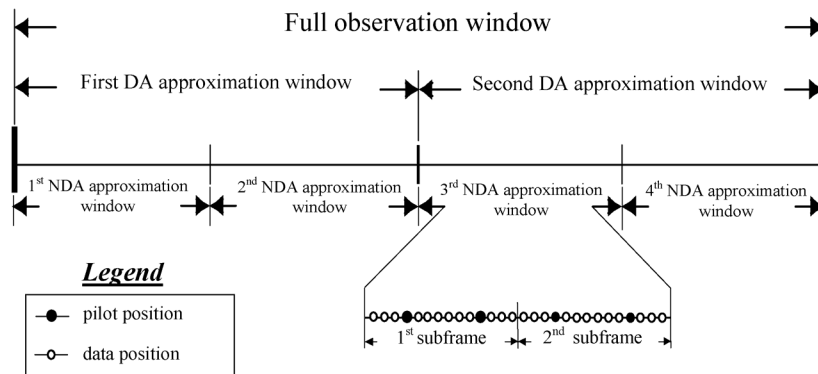 Full observation window
First DA approximation window
Second DA approximation window
1st NDA approximation window
2nd NDA approximation window
3rd NDA approximation window
4th NDA approximation window
Legend
pilot position
data position
1st subframe
2nd subframe